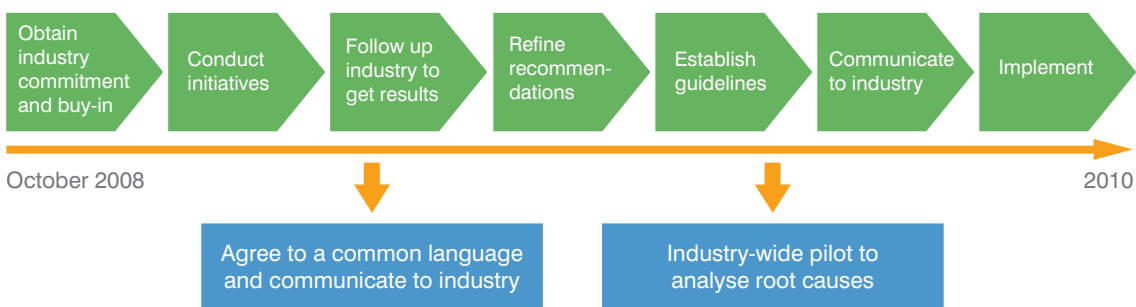 Obtain
industry
commitment
and buy-in
Conduct
initiatives
Follow up
industry to
get results
Refine
recommen-
dations
Establish
guidelines
Communicate
to industry
Implement
October 2008
2010
Agree to a common language
and communicate to industry
Industry-wide pilot to
analyse root causes